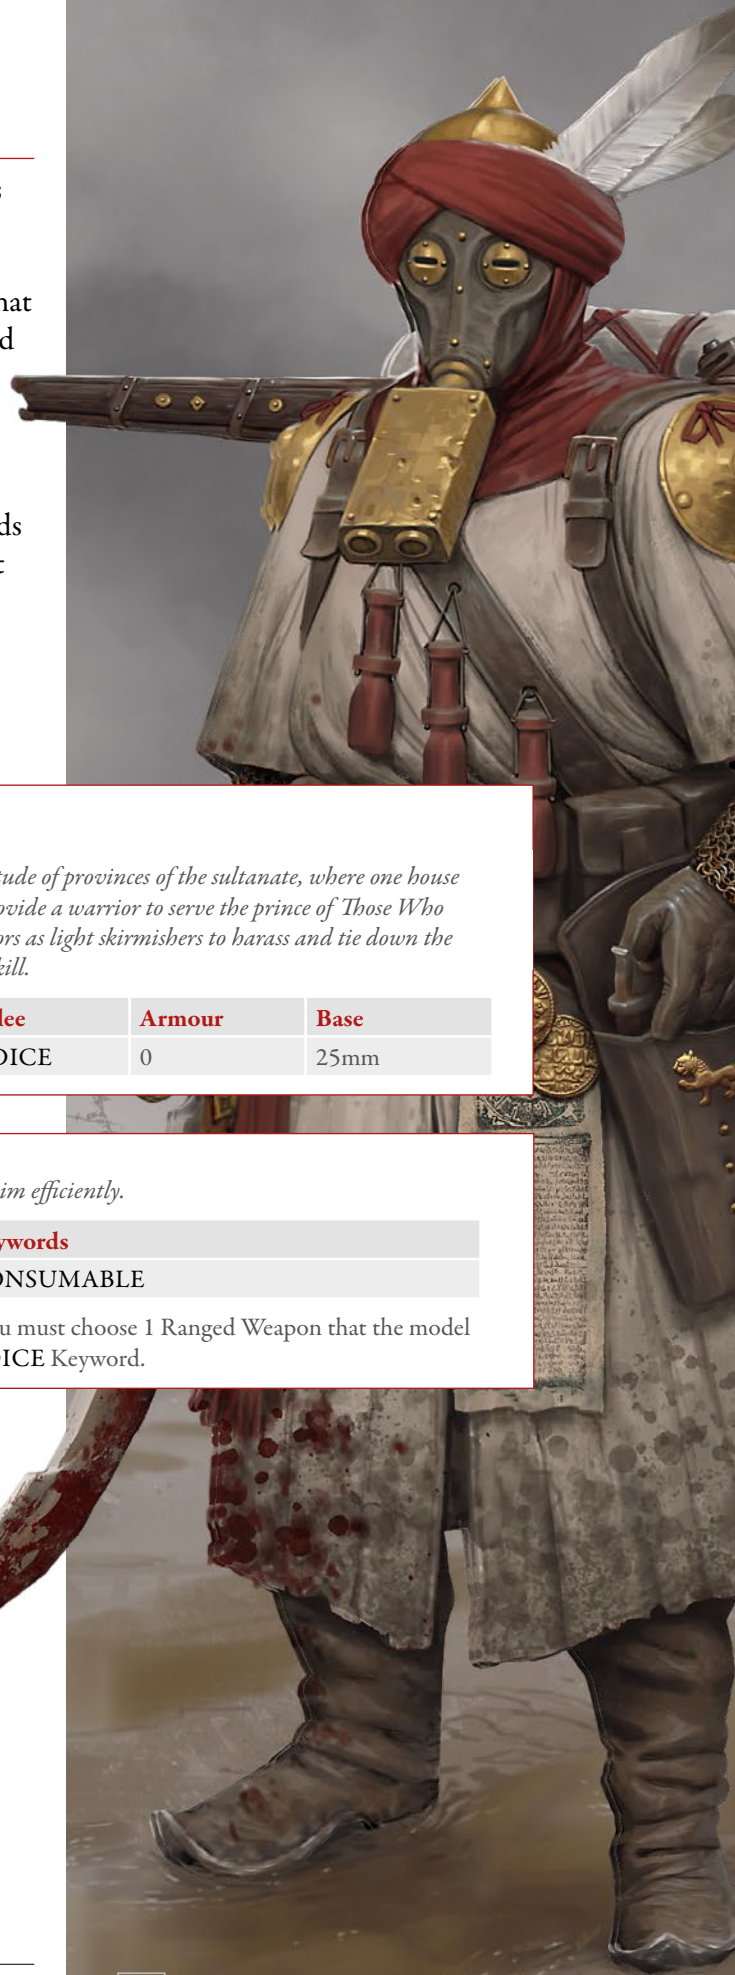 s
hat
d
ds
t
tude of provinces of the sultanate, where one house
ovide a warrior to serve the prince of Those Who
ors as light skirmishers to harass and tie down the
kill.
lee Armour Base
DICE 0 25mm
im efficiently.
ywords
ONSUMABLE
u must choose 1 Ranged Weapon that the model
DICE Keyword.